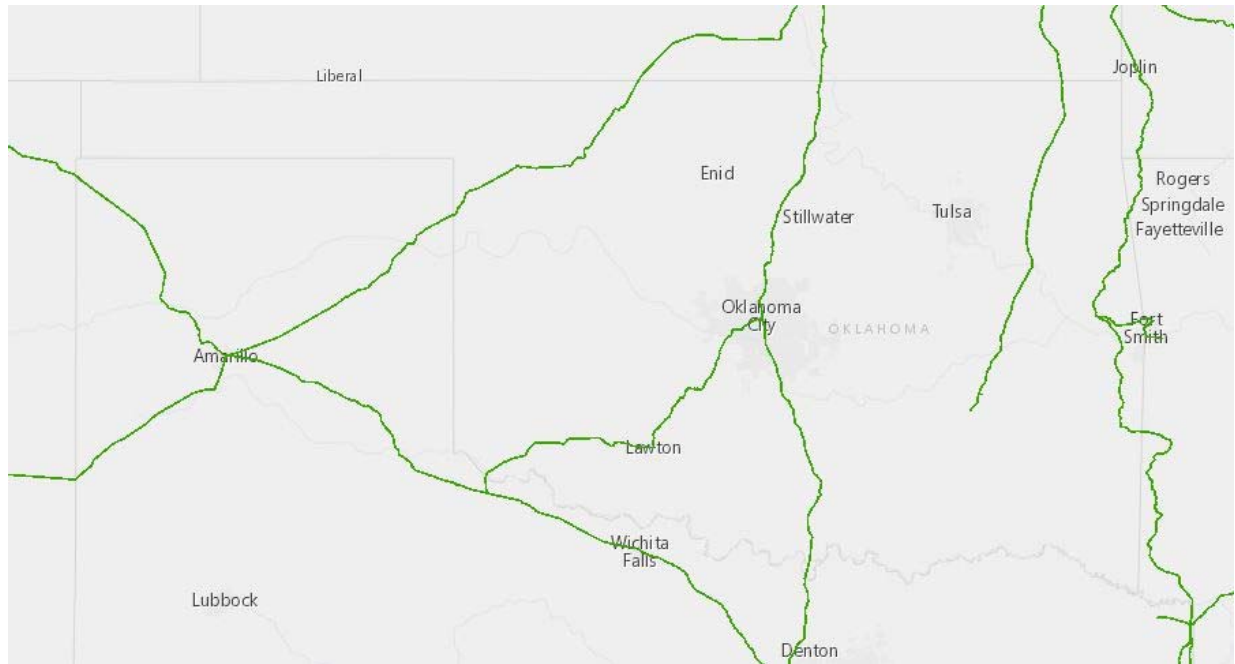 Joplin
Liberal
Enid
Rogers
Springdale
Fayetteville
Stillwater
Tulsa
Oklahoma
City
OKLAHOMA
Fort
Smith
Amarillo
Lawton
Wichita
Falls
Lubbock
Denton